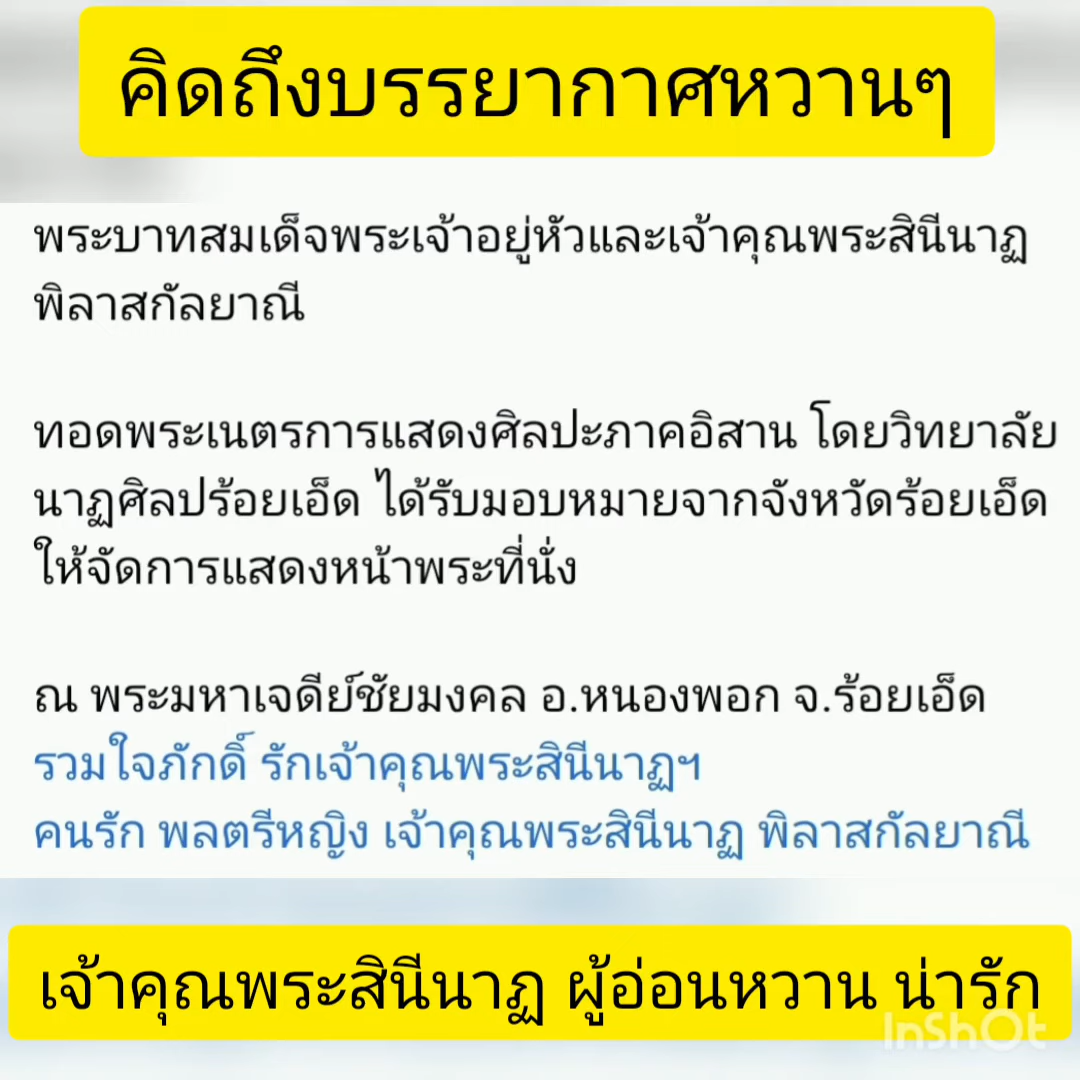 คิดถึงบรรยากาศหวานๆ
พระบาทสมเด็จพระเจ้าอยู่หัวและเจ้าคุณพระสินีนาฏ
พิลาสกัลยาณี
ทอดพระเนตรการแสดงศิลปะภาคอิสาน โดยวิทยาลัย
นาฏศิลปร้อยเอ็ด ได้รับมอบหมายจากจังหวัดร้อยเอ็ด
ให้จัดการแสดงหน้าพระที่นั่ง
ณ พระมหาเจดีย์ชัยมงคล อ.หนองพอก จ.ร้อยเอ็ด
รวมใจภักดิ์ รักเจ้าคุณพระสินีนาฏฯ
คนรัก พลตรีหญิง เจ้าคุณพระสินีนาฏ พิลาสกัลยาณี
เจ้าคุณพระสินีนาฏ ผู้อ่อนหวาน น่ารัก
InShOt